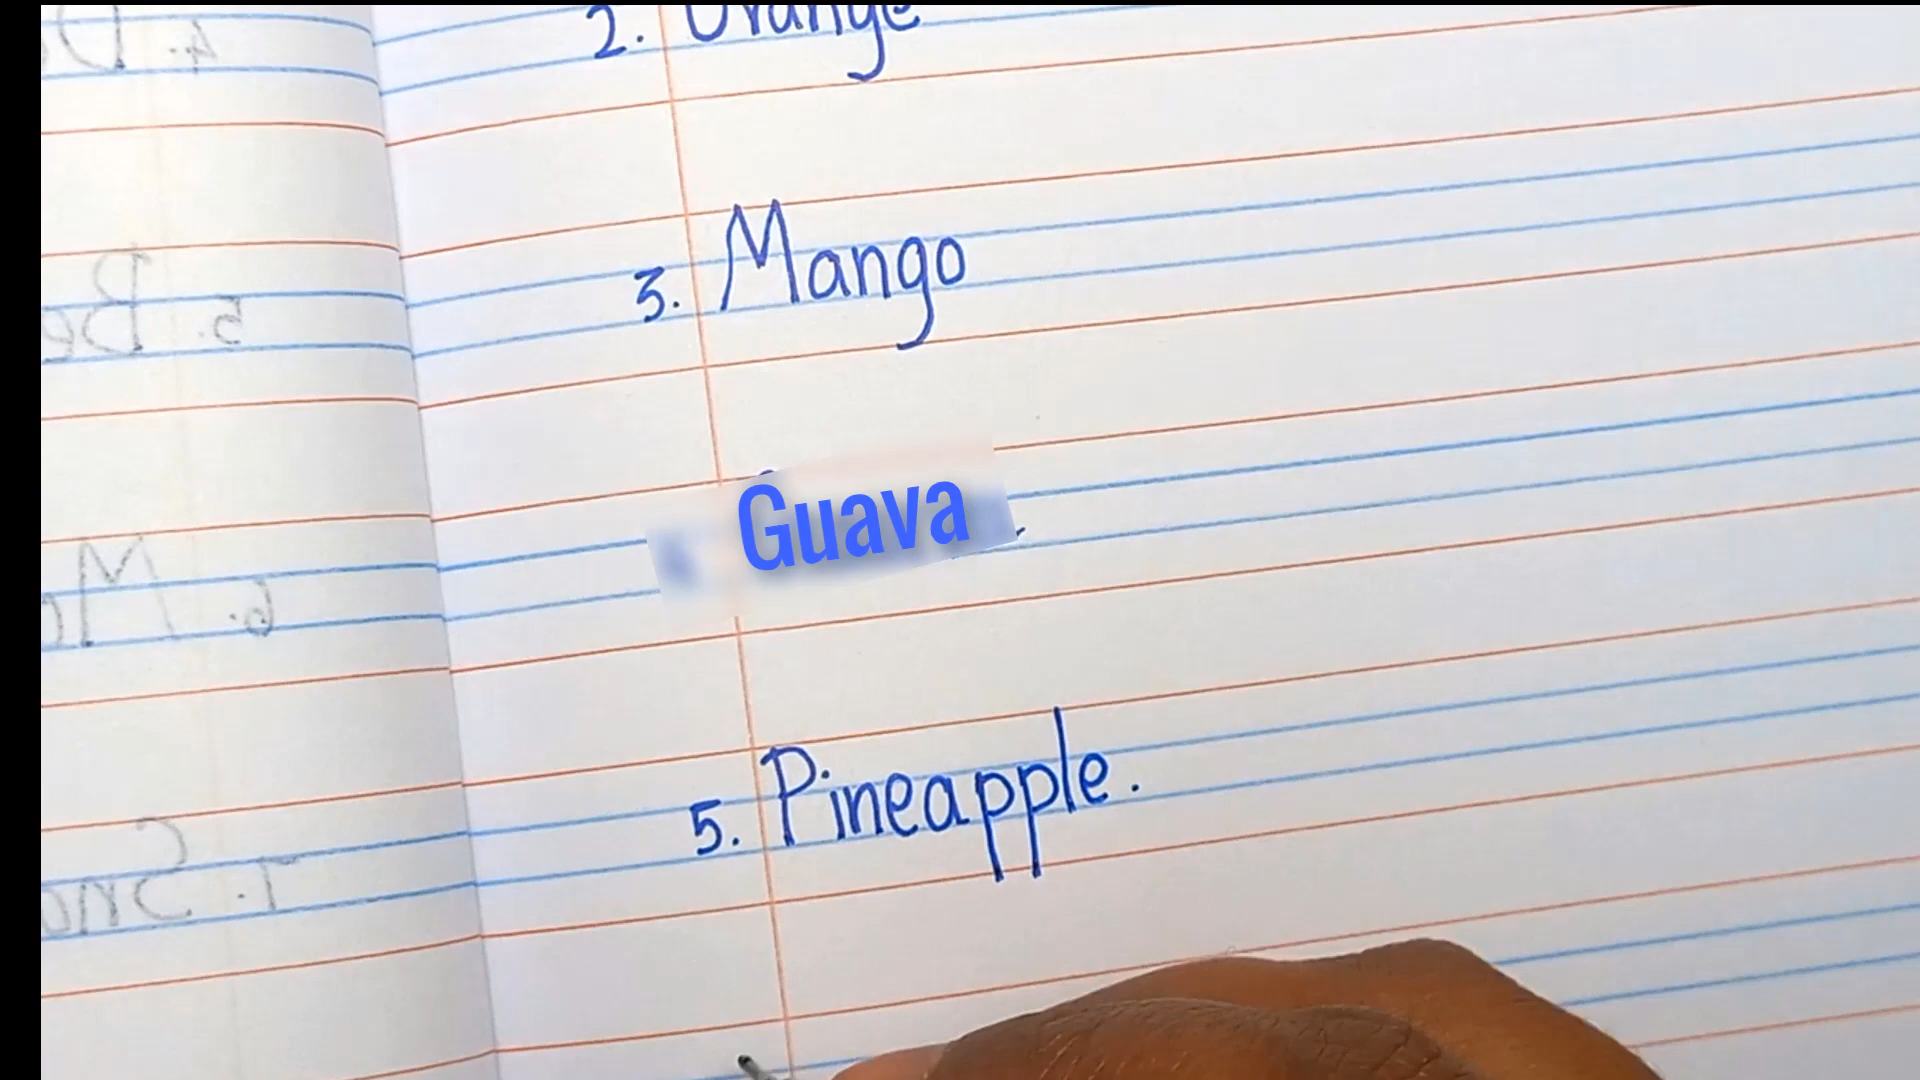 2. Orange
3. Mango
Guava
5. Pineapple.